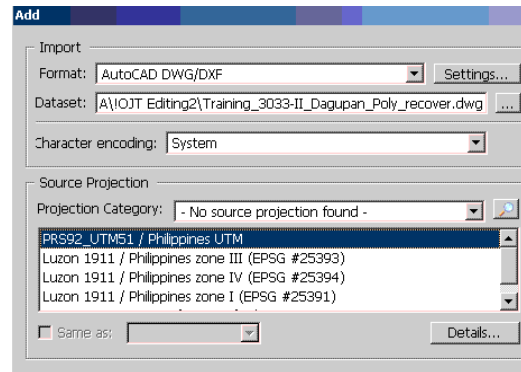 Add
Import
Format: AutoCAD DWG/DXF Settings...
Dataset: A\!OJT Editing2\Training_3033-II_Dagupan_Poly_recover.dwg ...
Character encoding: System
Source Projection
Projection Category: - No source projection found -
PRS92_UTM51 / Philippines UTM
Luzon 1911 / Philippines zone III (EPSG #25393)
Luzon 1911 / Philippines zone IV (EPSG #25394)
Luzon 1911 / Philippines zone I (EPSG #25391)
Same as: Details...